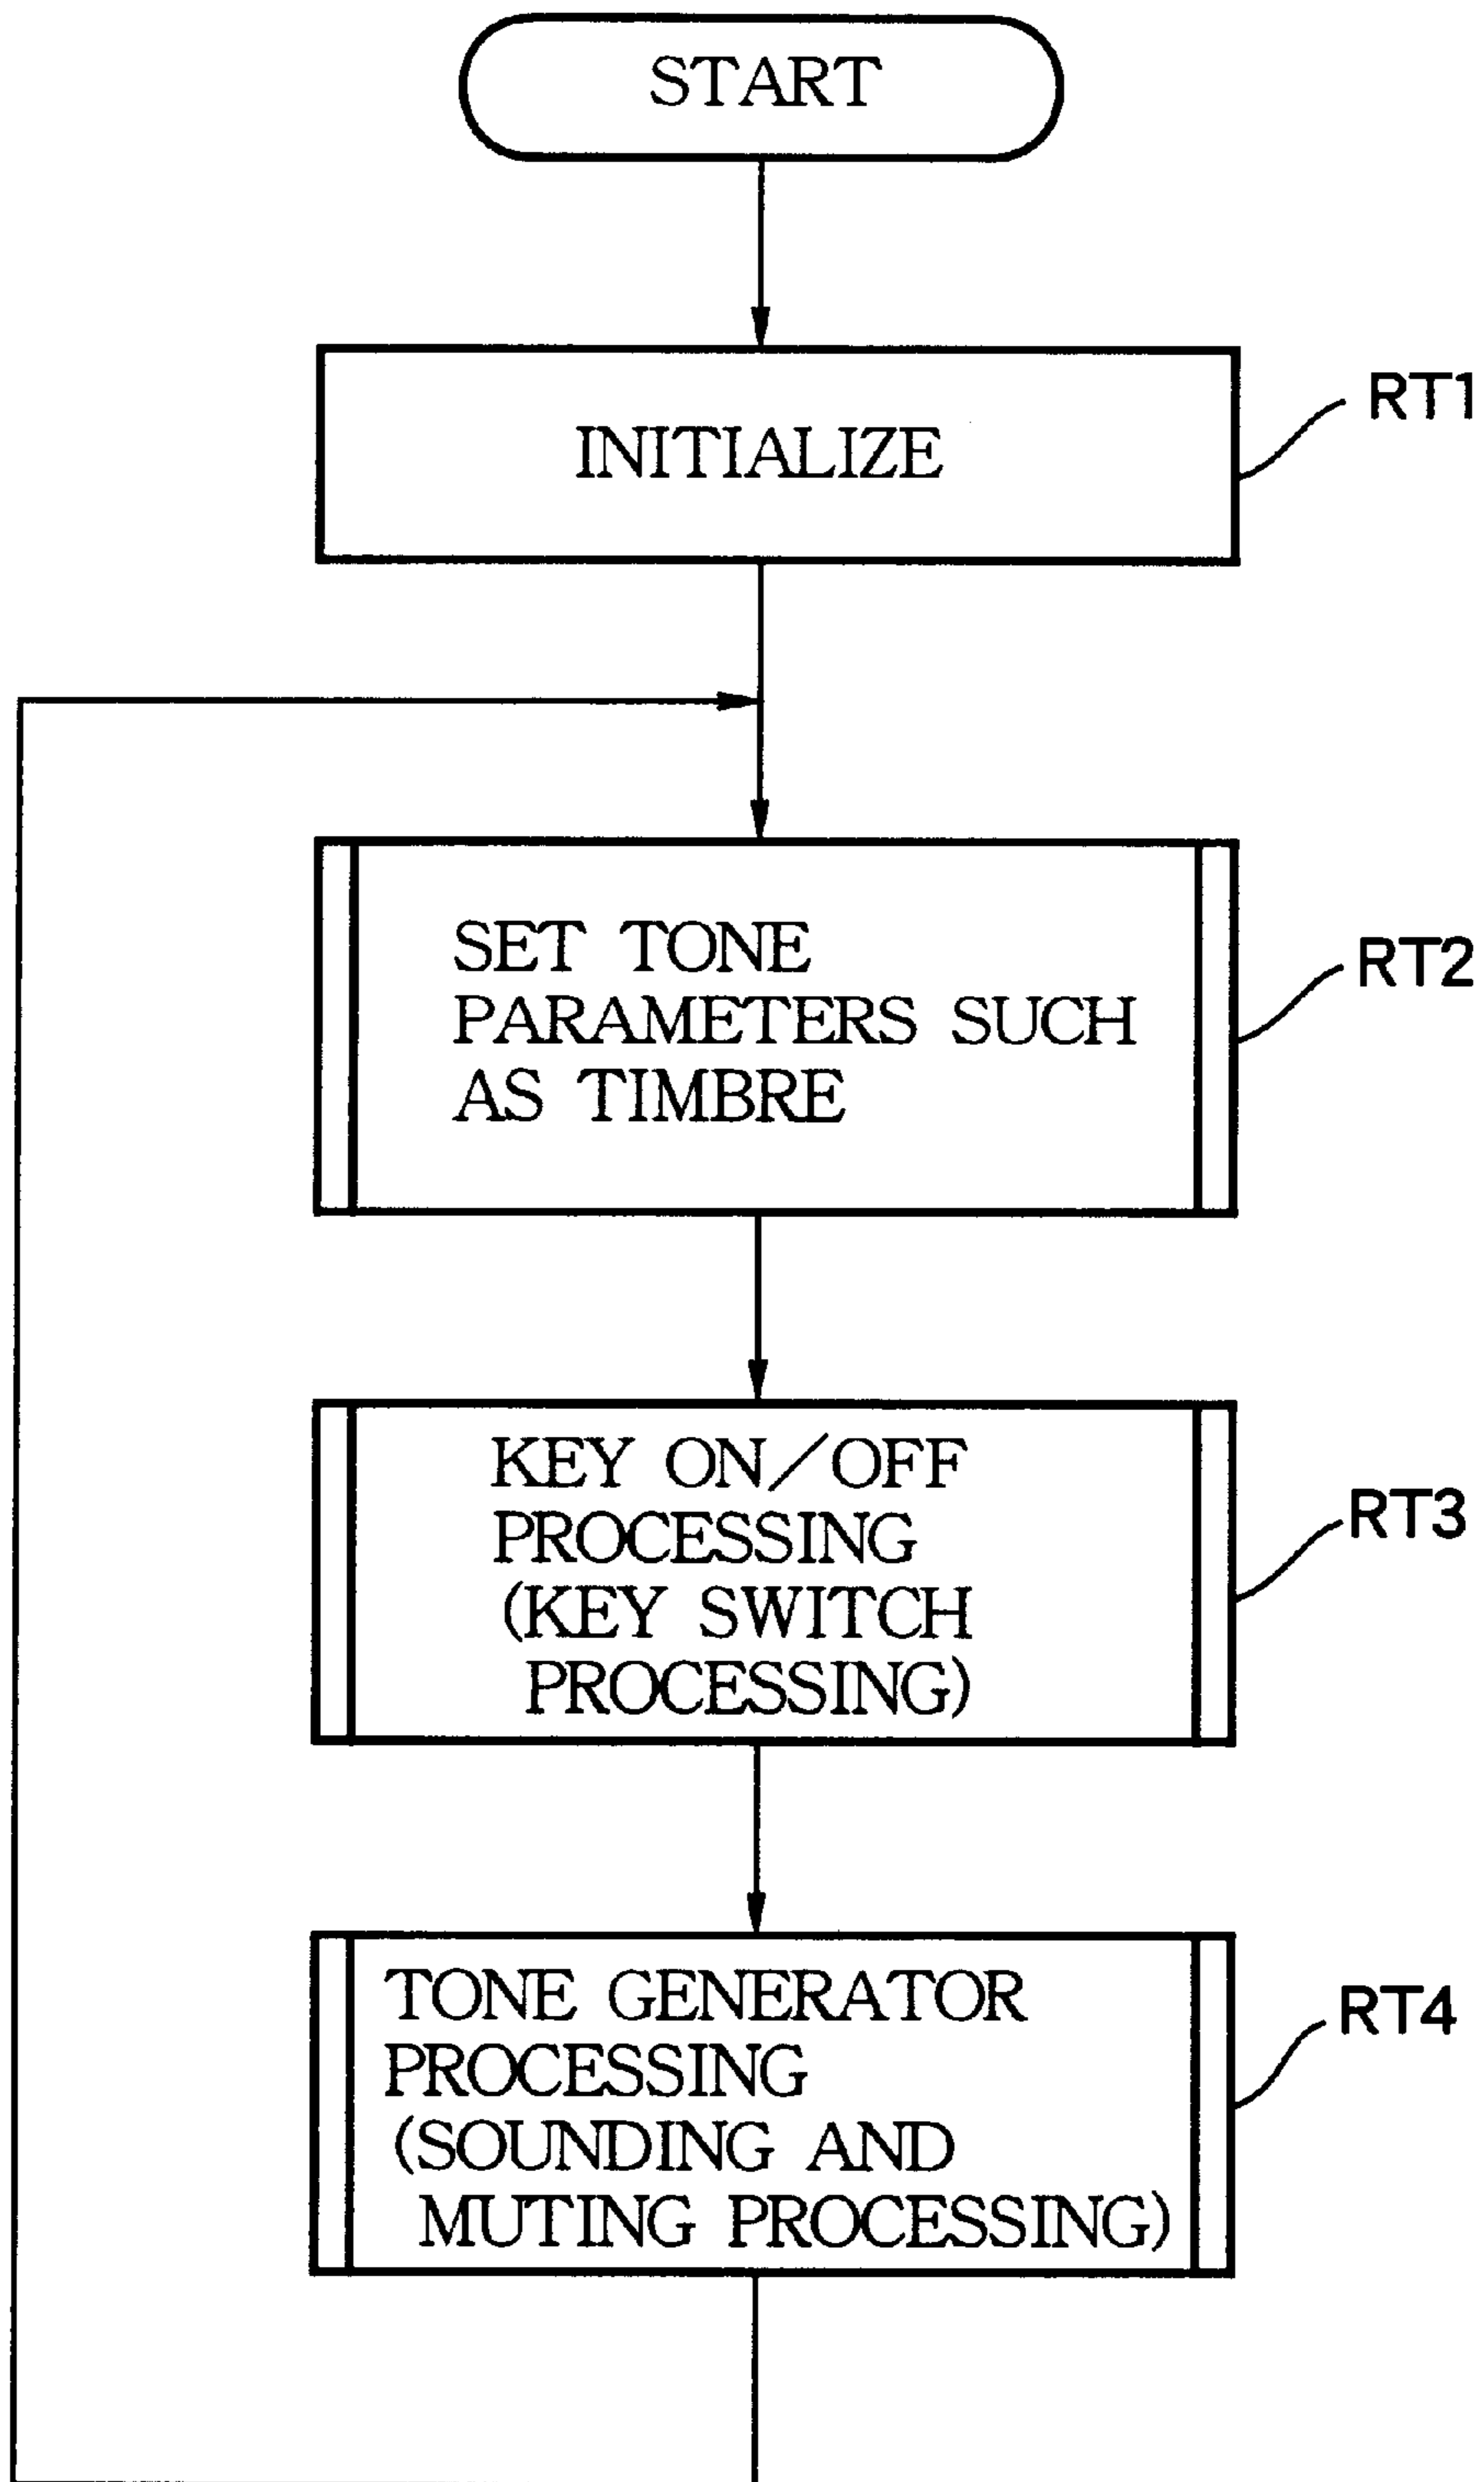 START
INITIALIZE
RT1
SET TONE
PARAMETERS SUCH
AS TIMBRE
RT2
KEY ON/OFF
PROCESSING
(KEY SWITCH
PROCESSING)
RT3
TONE GENERATOR
PROCESSING
(SOUNDING AND
MUTING PROCESSING)
RT4